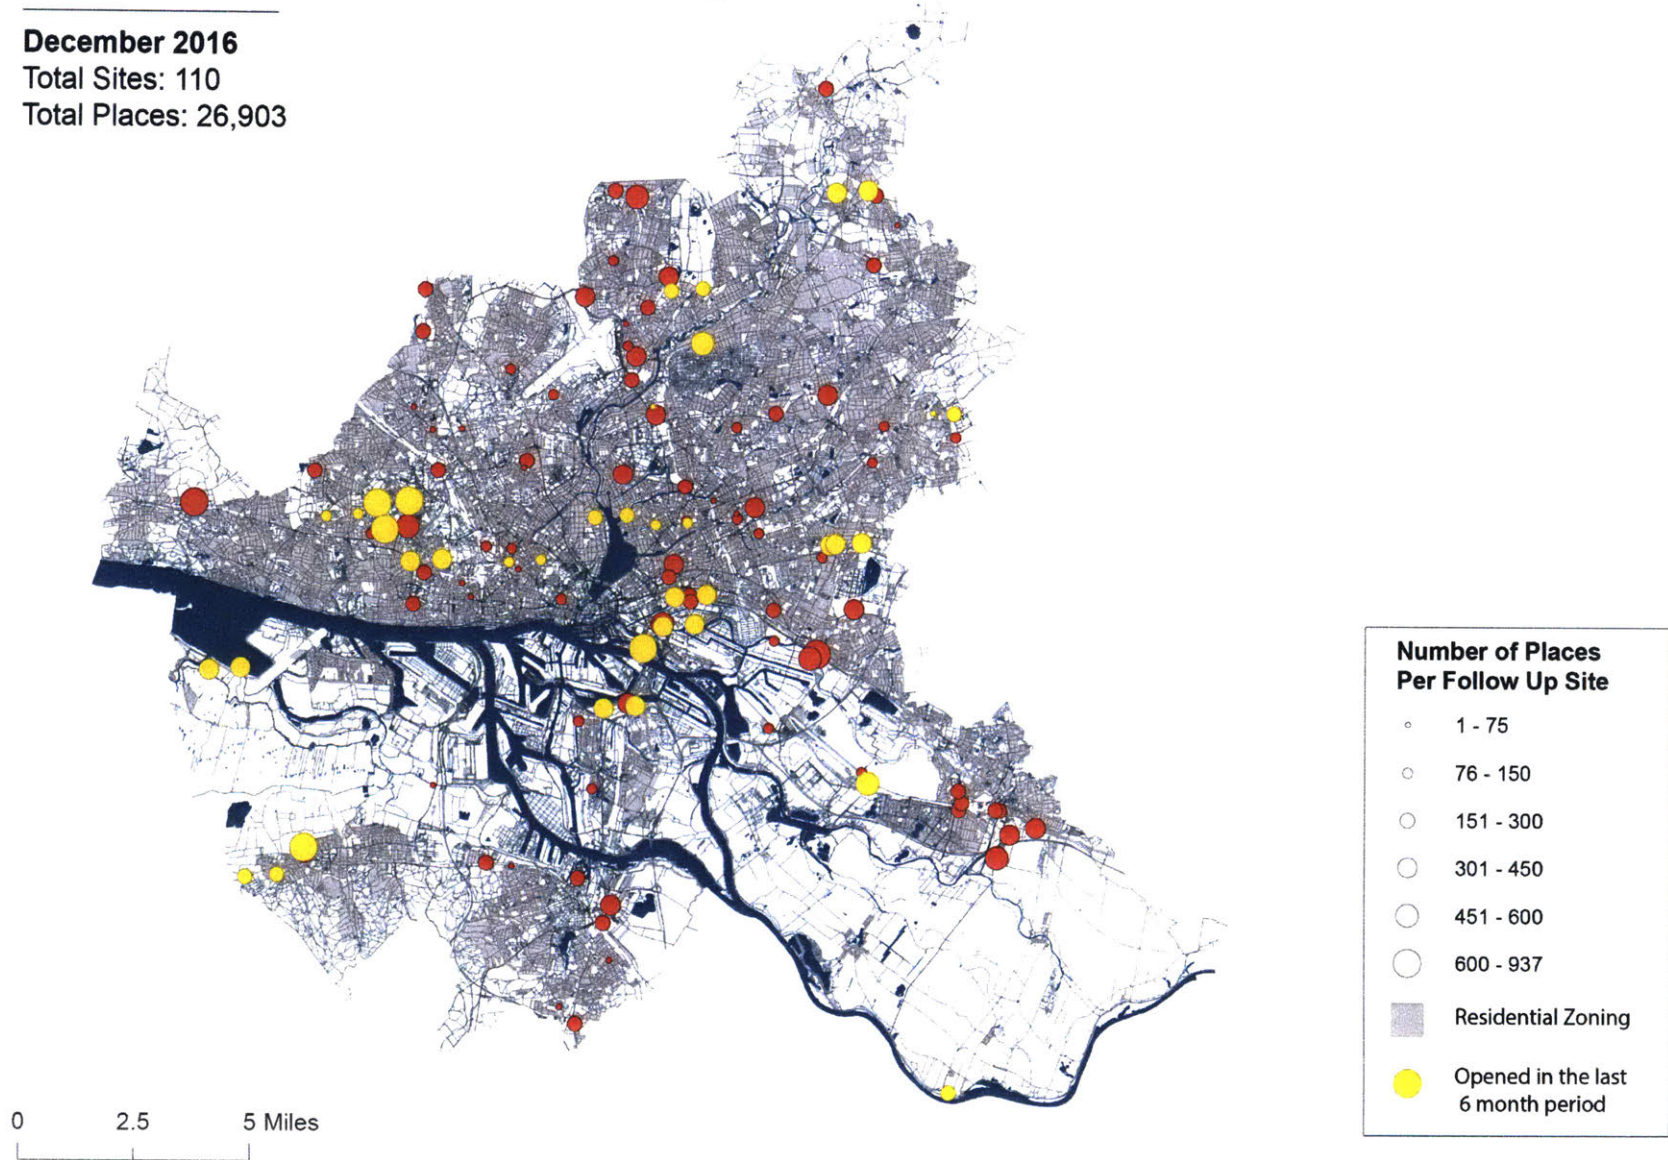 December 2016
Total Sites: 110
Total Places: 26,903
Number of Places
Per Follow Up Site
1 - 75
76 - 150
151 - 300
301 - 450
451 - 600
600 - 937
Residential Zoning
Opened in the last
6 month period
0 2.5 5 Miles